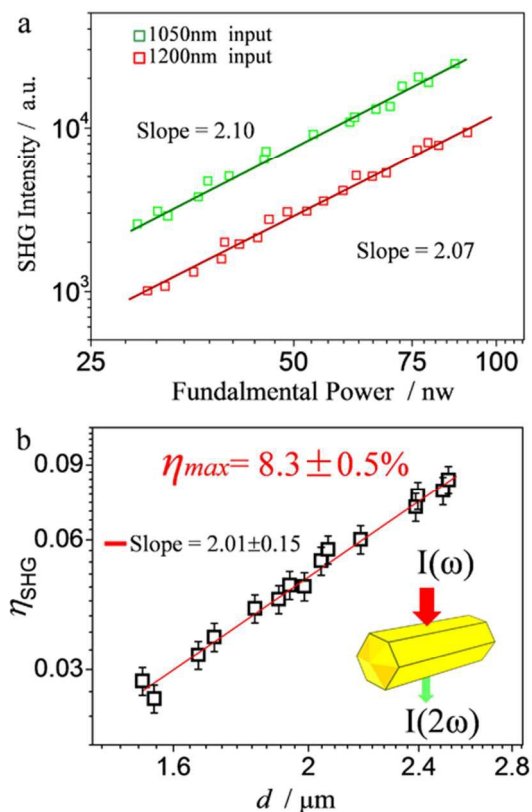 a
1050nm input
1200nm input
Slope = 2.10
Slope = 2.07
SHG Intensity / a.u.
10⁴
10³
25
50
75
100
Fundalmental Power / nw
b
ηmax= 8.3±0.5%
Slope = 2.01±0.15
I(ω)
I(2ω)
ηSHG
0.09
0.06
0.03
1.6
2
2.4
2.8
d / μm